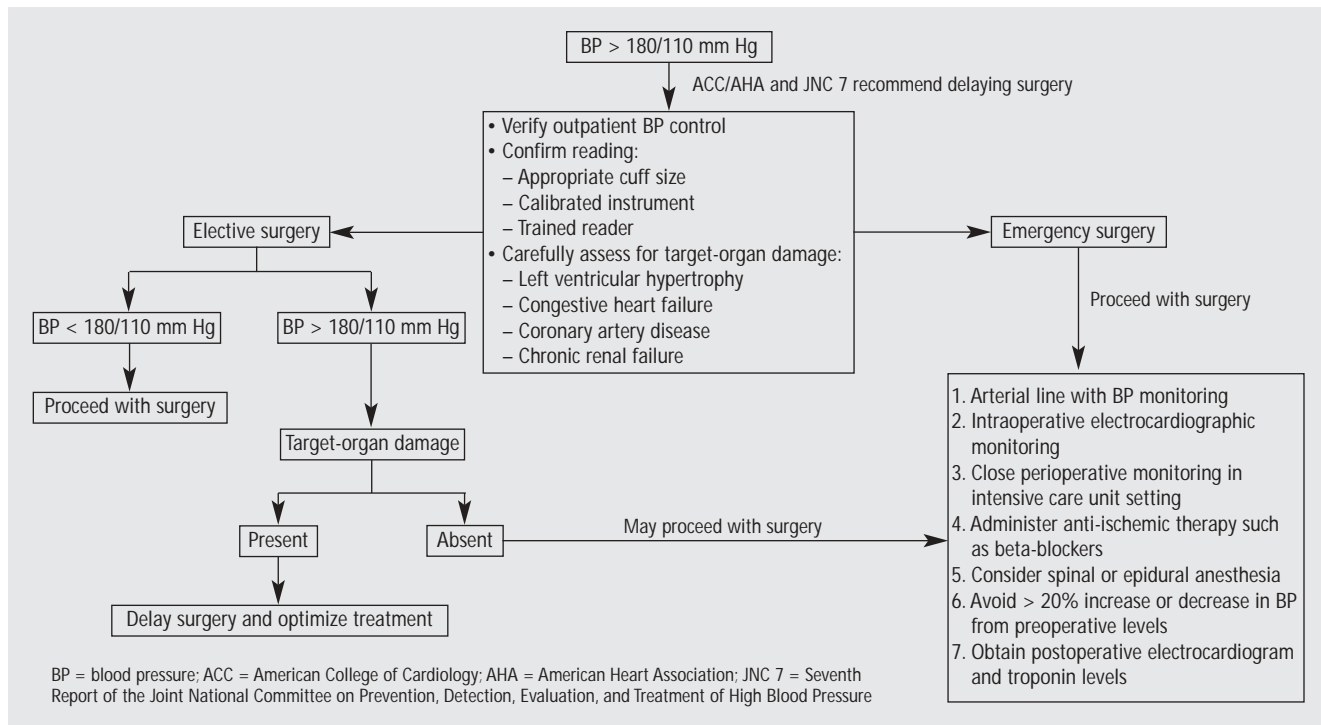 BP > 180/110 mm Hg
ACC/AHA and JNC 7 recommend delaying surgery
• Verify outpatient BP control
• Confirm reading:
– Appropriate cuff size
– Calibrated instrument
– Trained reader
• Carefully assess for target-organ damage:
– Left ventricular hypertrophy
– Congestive heart failure
– Coronary artery disease
– Chronic renal failure
Elective surgery
BP < 180/110 mm Hg
BP > 180/110 mm Hg
Proceed with surgery
Target-organ damage
Present
Absent
Delay surgery and optimize treatment
May proceed with surgery
Emergency surgery
Proceed with surgery
1. Arterial line with BP monitoring
2. Intraoperative electrocardiographic
monitoring
3. Close perioperative monitoring in
intensive care unit setting
4. Administer anti-ischemic therapy such
as beta-blockers
5. Consider spinal or epidural anesthesia
6. Avoid > 20% increase or decrease in BP
from preoperative levels
7. Obtain postoperative electrocardiogram
and troponin levels
BP = blood pressure; ACC = American College of Cardiology; AHA = American Heart Association; JNC 7 = Seventh
Report of the Joint National Committee on Prevention, Detection, Evaluation, and Treatment of High Blood Pressure